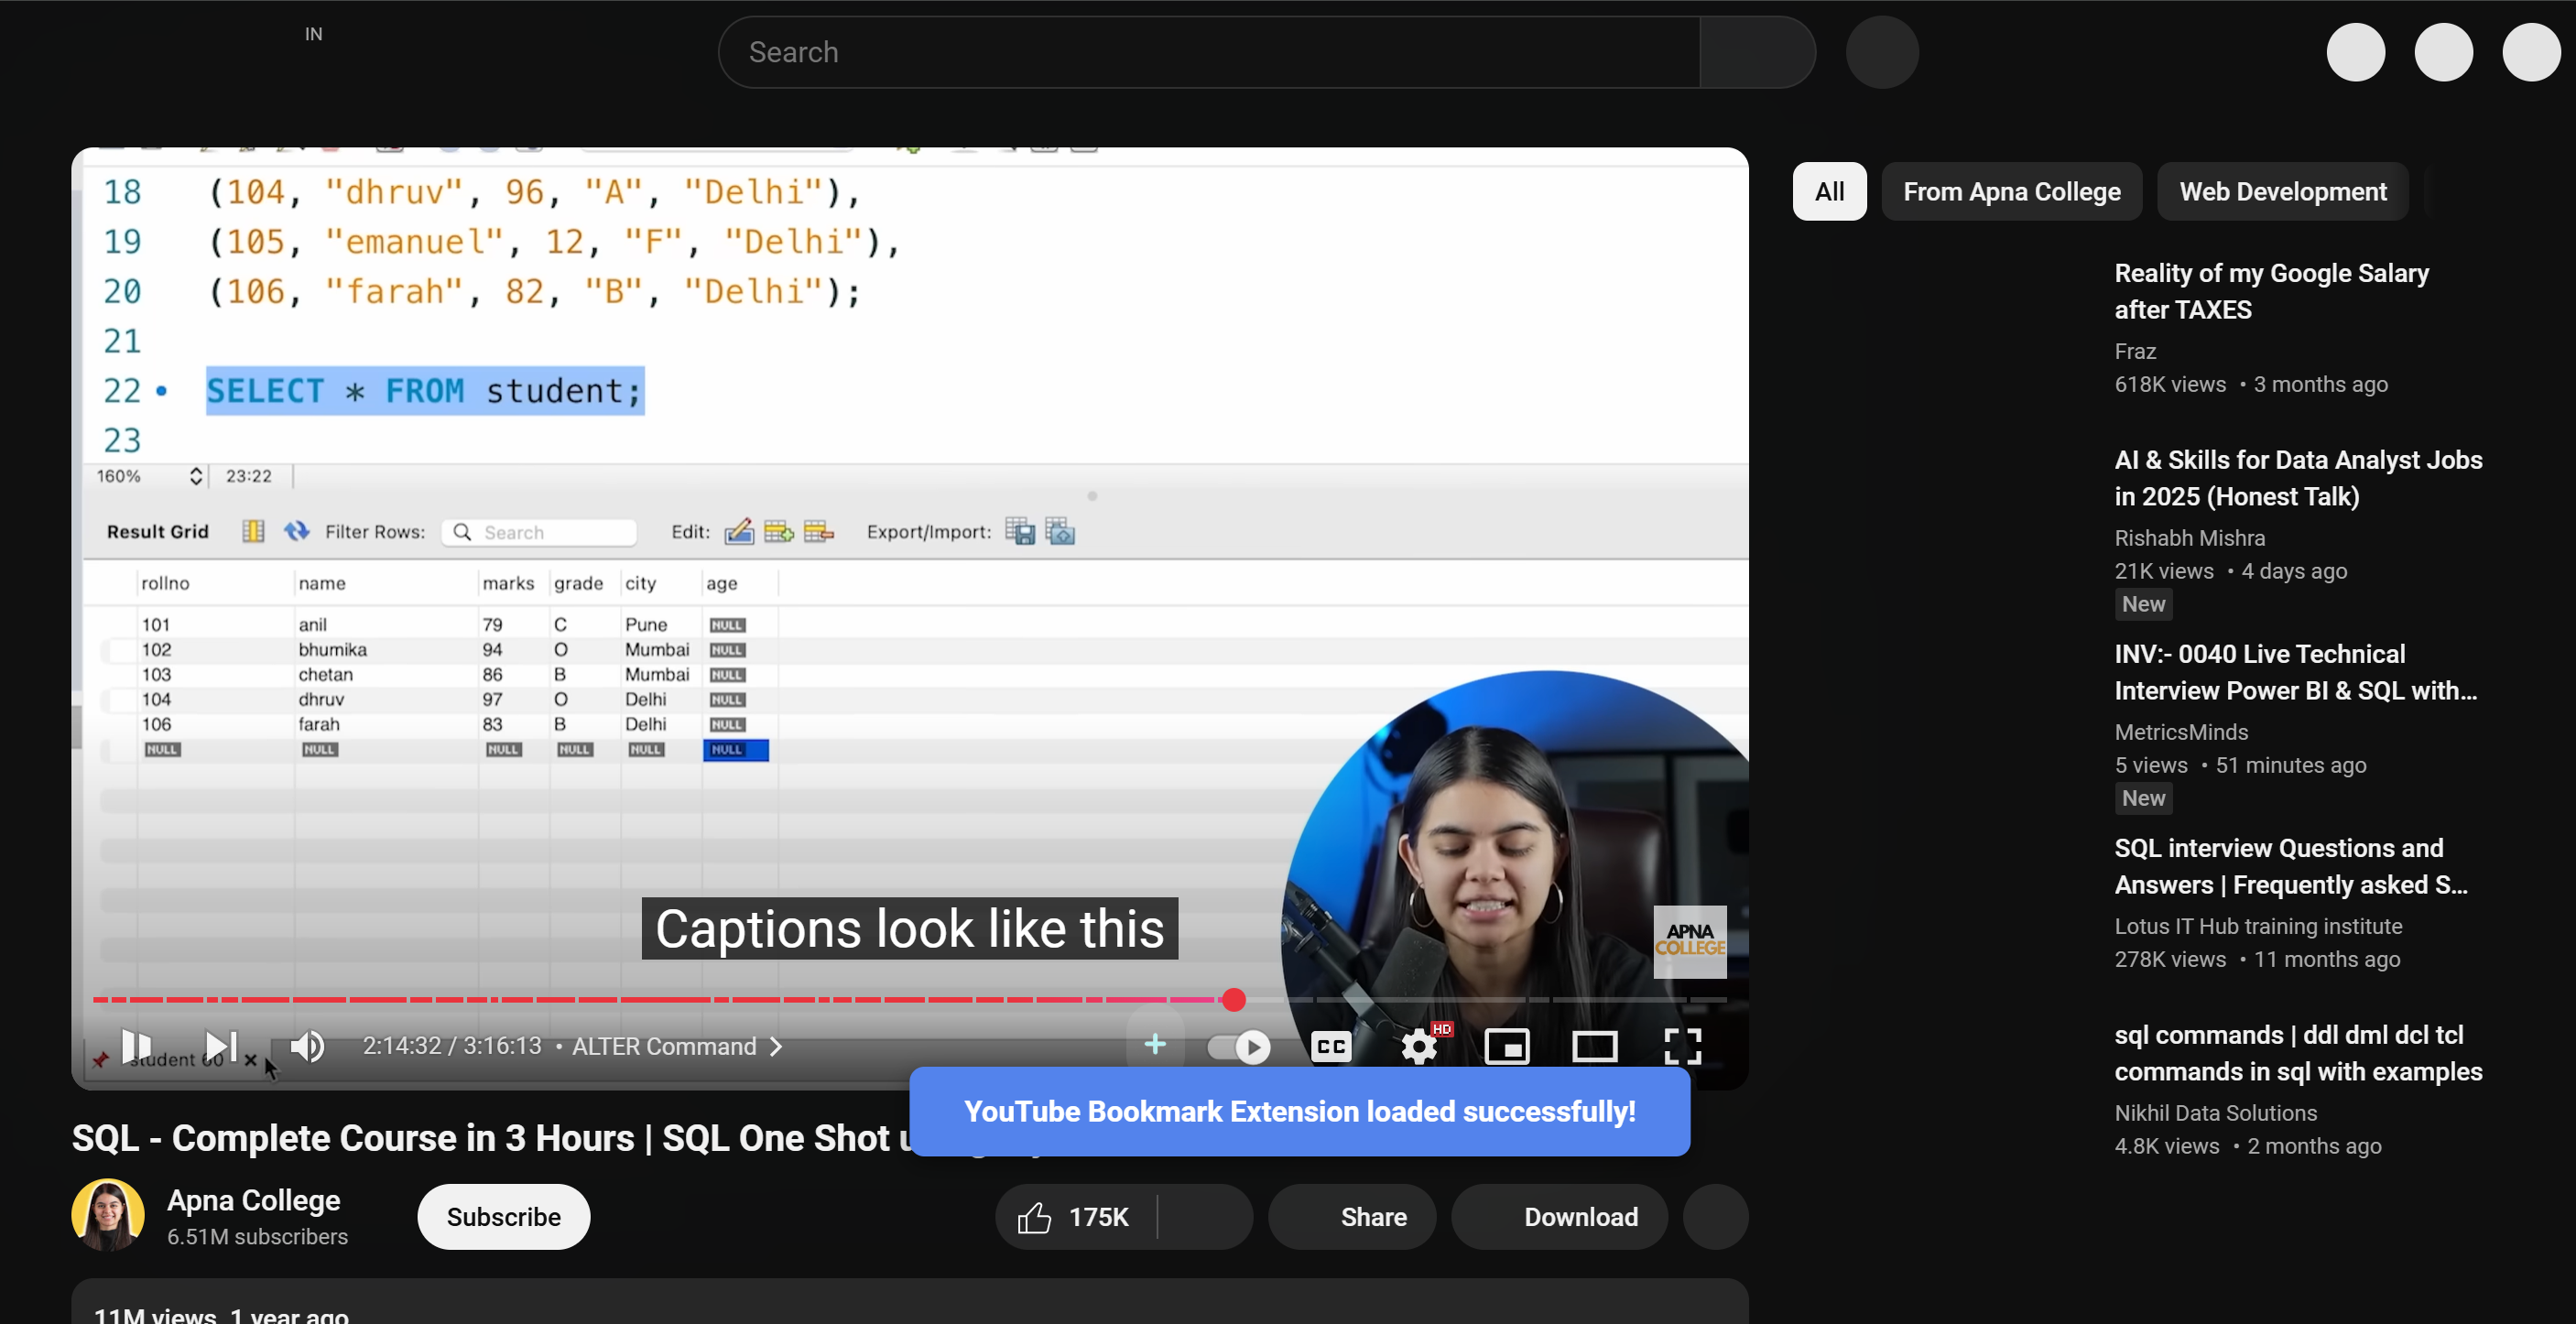 IN
Search
18 (104, "dhruv", 96, "A", "Delhi"),
19 (105, "emanuel", 12, "F", "Delhi"),
20 (106, "farah", 82, "B", "Delhi");
21
22 SELECT * FROM student;
23
160% 23:22
Result Grid Filter Rows: Search Edit: Export/Import:
rollno name marks grade city age
101 anil 79 C Pune NULL
102 bhumika 94 O Mumbai NULL
103 chetan 86 B Mumbai NULL
104 dhruv 97 O Delhi NULL
106 farah 83 B Delhi NULL
NULL NULL NULL NULL NULL NULL
Captions look like this
APNA
COLLEGE
2:14:32 / 3:16:13 • ALTER Command
CC
HD
student 60
YouTube Bookmark Extension loaded successfully!
SQL - Complete Course in 3 Hours | SQL One Shot
Apna College
6.51M subscribers
Subscribe
175K
Share
Download
11M views 1 year ago
All
From Apna College
Web Development
Reality of my Google Salary
after TAXES
Fraz
618K views • 3 months ago
AI & Skills for Data Analyst Jobs
in 2025 (Honest Talk)
Rishabh Mishra
21K views • 4 days ago
New
INV:- 0040 Live Technical
Interview Power BI & SQL with...
MetricsMinds
5 views • 51 minutes ago
New
SQL interview Questions and
Answers | Frequently asked S...
Lotus IT Hub training institute
278K views • 11 months ago
sql commands | ddl dml dcl tcl
commands in sql with examples
Nikhil Data Solutions
4.8K views • 2 months ago